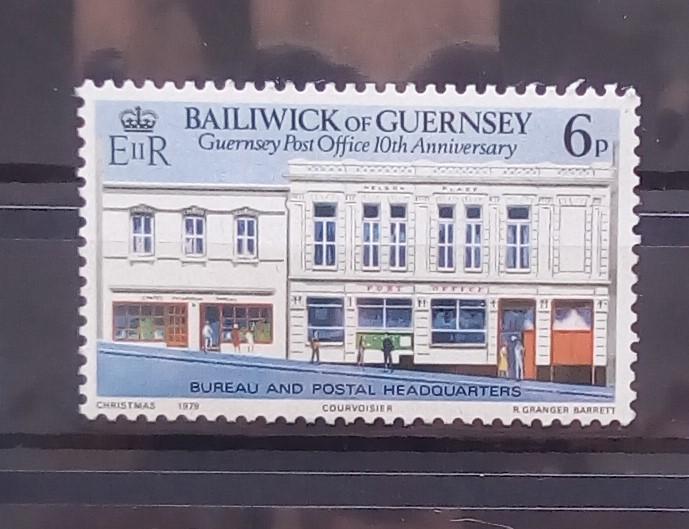 BAILIWICK OF GUERNSEY
Guernsey Post Office 10th Anniversary
EIIR
6P
NELSON PLACE
POST OFFICE
BUREAU AND POSTAL HEADQUARTERS
CHRISTMAS 1979 COURVOISIER R. GRANGER BARRETT